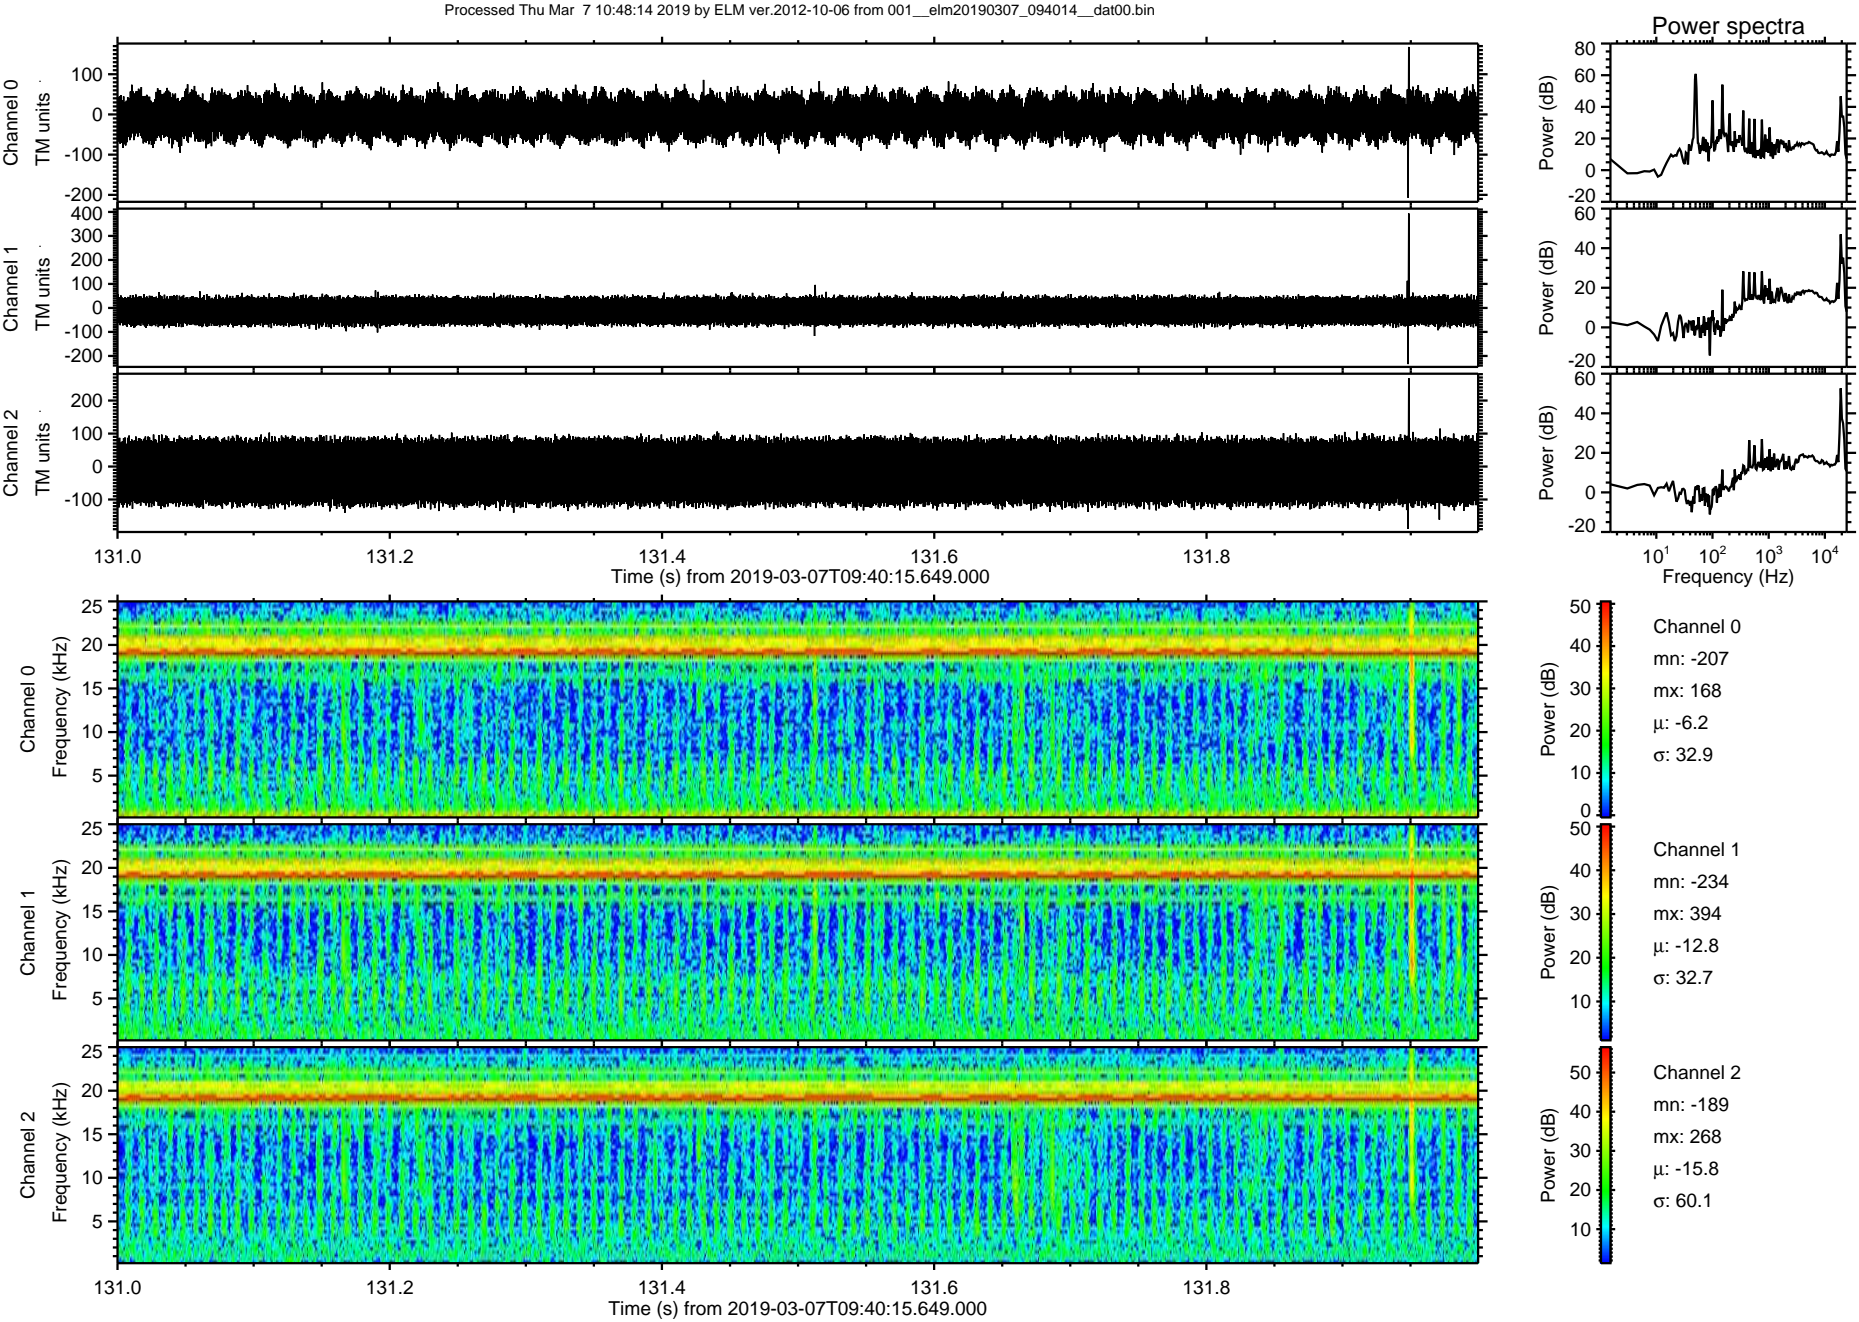 Processed Thu Mar  7 10:48:14 2019 by ELM ver.2012-10-06 from 001__elm20190307_094014__dat00.bin
Power spectra
Channel 0
TM units
100
0
-100
-200
Power (dB)
80
60
40
20
0
-20
Channel 1
TM units
400
300
200
100
0
-100
-200
Power (dB)
60
40
20
0
-20
Channel 2
TM units
200
100
0
-100
Power (dB)
60
40
20
0
-20
131.0 131.2 131.4 131.6 131.8
Time (s) from 2019-03-07T09:40:15.649.000
10^1 10^2 10^3 10^4
Frequency (Hz)
Channel 0
Frequency (kHz)
25
20
15
10
5
Power (dB)
50
40
30
20
10
0
Channel 0
mn: -207
mx: 168
μ: -6.2
σ: 32.9
Channel 1
Frequency (kHz)
25
20
15
10
5
Power (dB)
50
40
30
20
10
Channel 1
mn: -234
mx: 394
μ: -12.8
σ: 32.7
Channel 2
Frequency (kHz)
25
20
15
10
5
Power (dB)
50
40
30
20
10
Channel 2
mn: -189
mx: 268
μ: -15.8
σ: 60.1
131.0 131.2 131.4 131.6 131.8
Time (s) from 2019-03-07T09:40:15.649.000